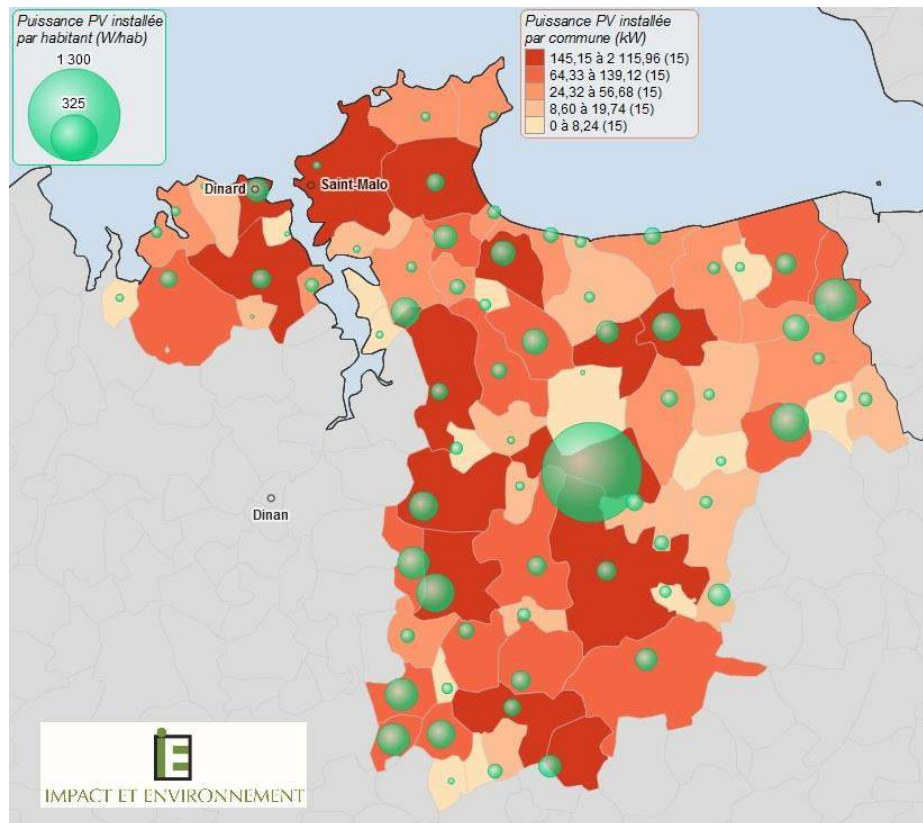 Puissance PV installée
par habitant (W/hab)
1 300
325
Puissance PV installée
par commune (kW)
145,15 à 2 115,96 (15)
64,33 à 139,12 (15)
24,32 à 56,68 (15)
8,60 à 19,74 (15)
0 à 8,24 (15)
Dinard
Saint-Malo
Dinan
iE
IMPACT ET ENVIRONNEMENT